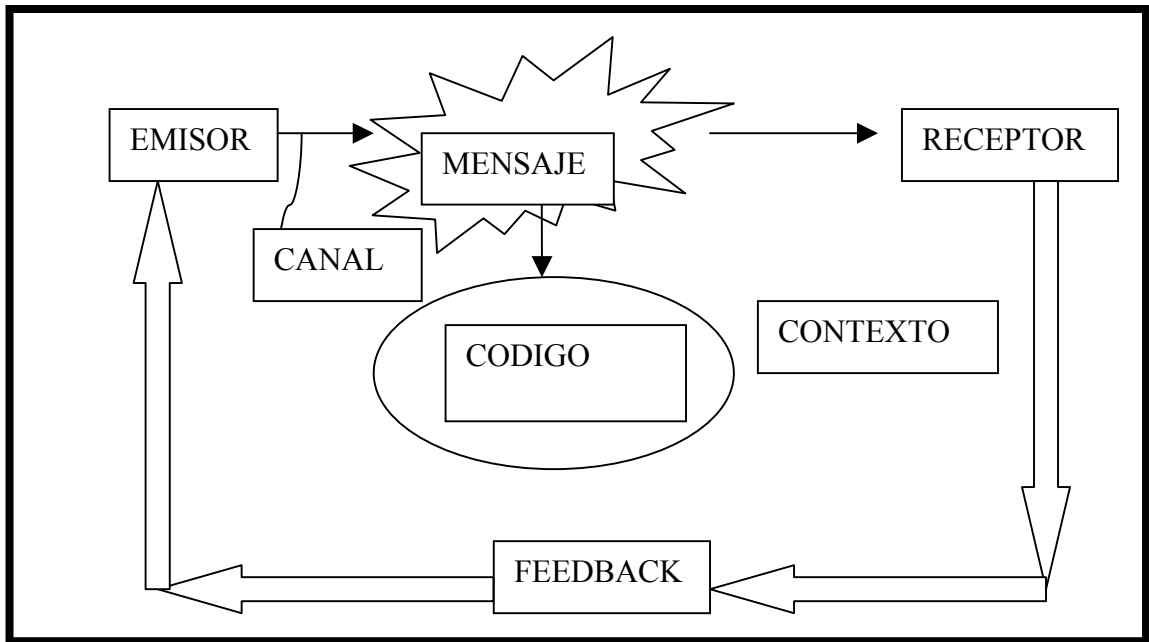 EMISOR
MENSAJE
RECEPTOR
CANAL
CODIGO
CONTEXTO
FEEDBACK